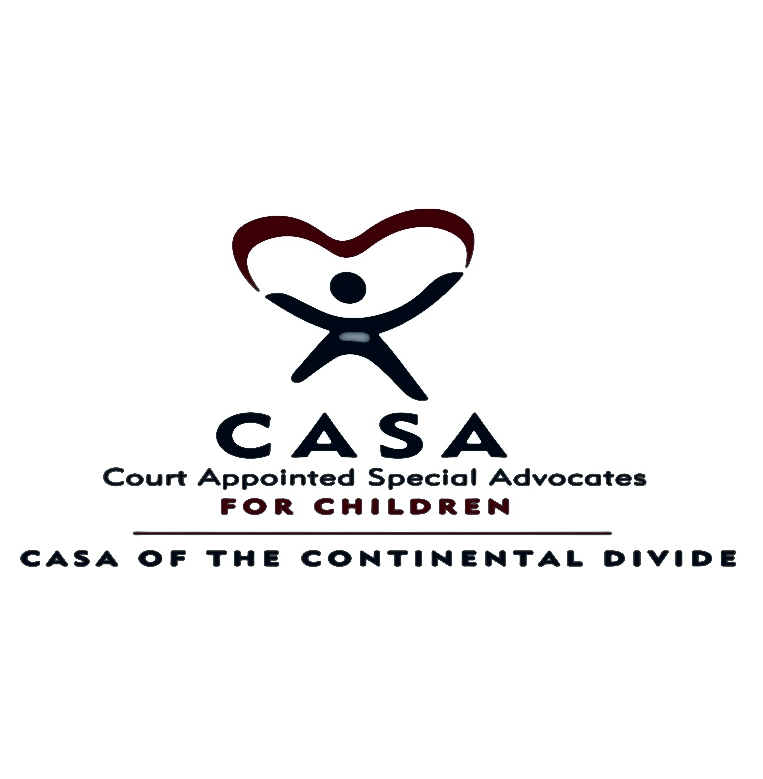 CASA
Court Appointed Special Advocates
FOR CHILDREN
CASA OF THE CONTINENTAL DIVIDE